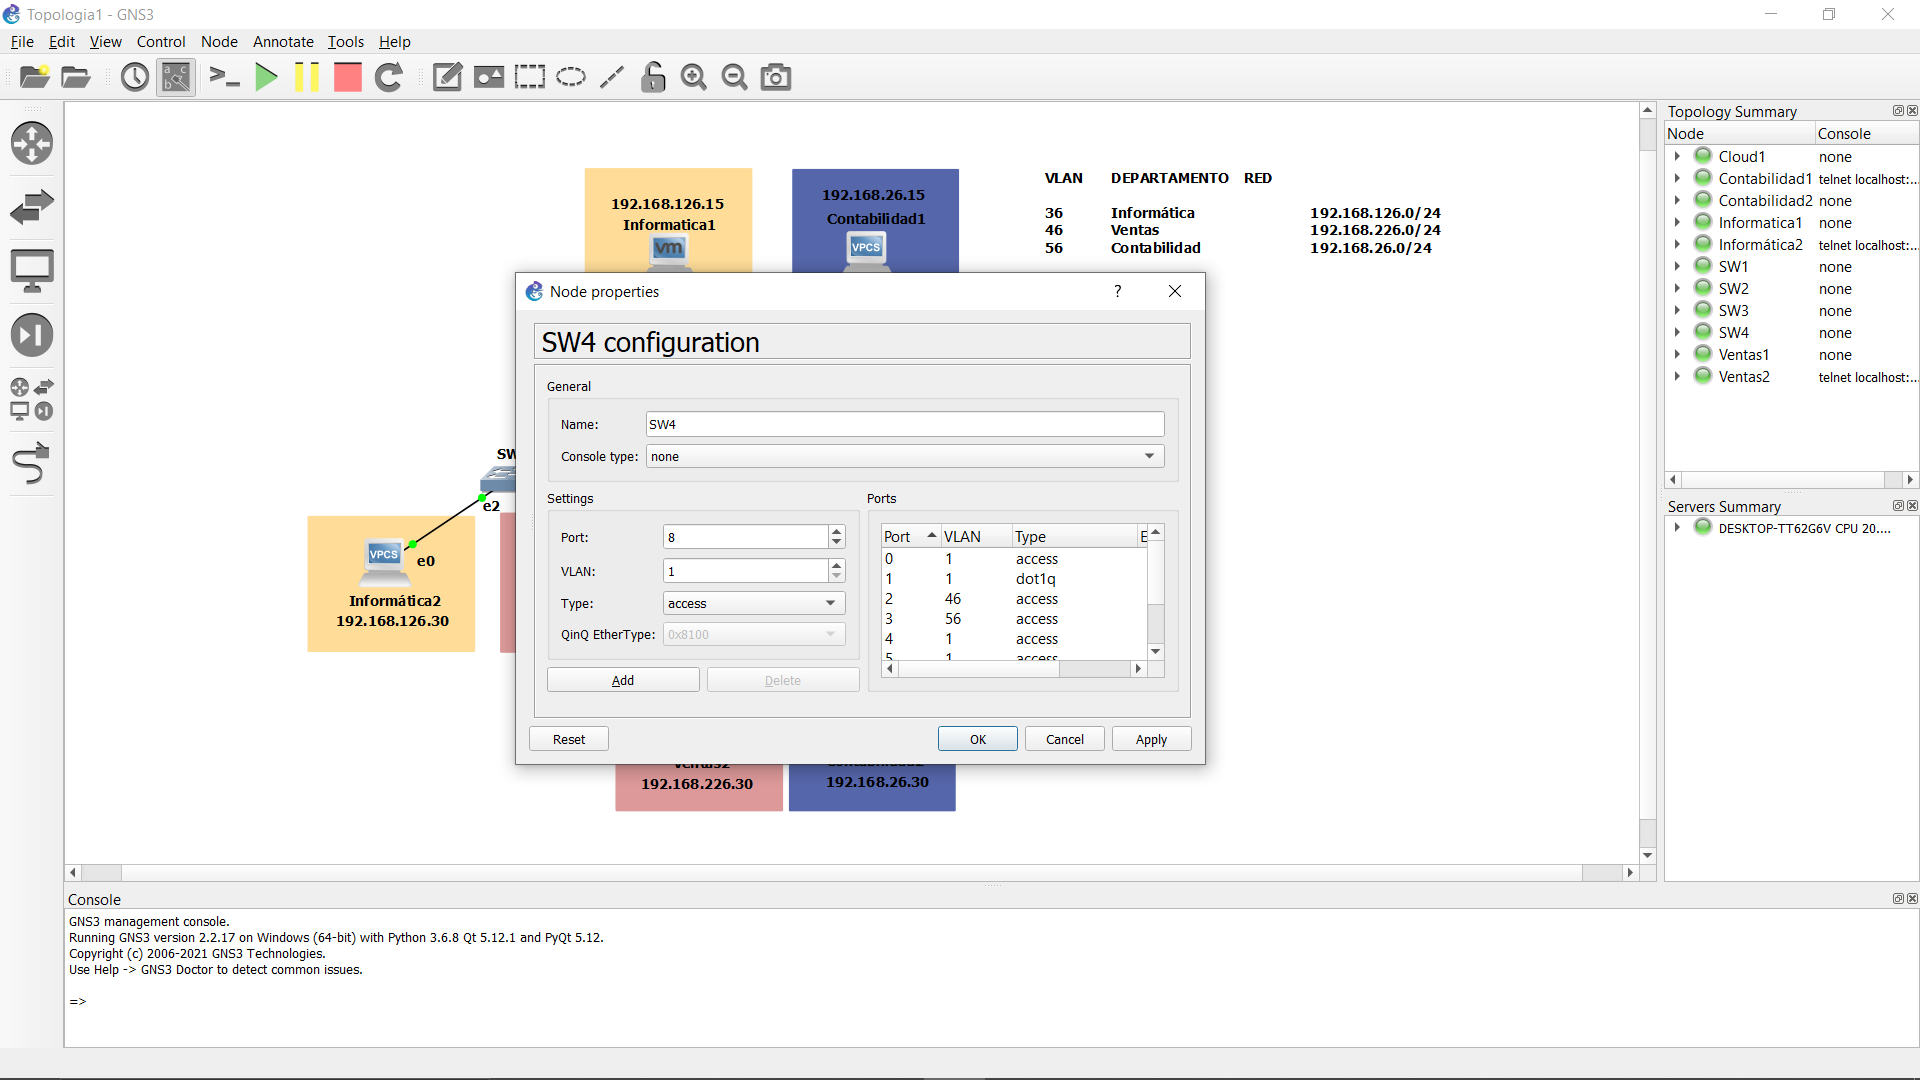 Topologia1 - GNS3
File Edit View Control Node Annotate Tools Help
192.168.126.15
Informatica1
vm
192.168.26.15
Contabilidad1
VPCS
VLAN DEPARTAMENTO RED
36 Informática 192.168.126.0/24
46 Ventas 192.168.226.0/24
56 Contabilidad 192.168.26.0/24
Node properties
?
SW4 configuration
General
Name: SW4
Console type: none
Settings
Port: 8
VLAN: 1
Type: access
QinQ EtherType: 0x8100
Add Delete
Ports
Port VLAN Type E
0 1 access
1 1 dot1q
2 46 access
3 56 access
4 1 access
5 1 access
Reset OK Cancel Apply
SW
e2
VPCS
e0
Informática2
192.168.126.30
Ventas2
192.168.226.30
Contabilidad2
192.168.26.30
Topology Summary
Node Console
Cloud1 none
Contabilidad1 telnet localhost:...
Contabilidad2 none
Informatica1 none
Informática2 telnet localhost:...
SW1 none
SW2 none
SW3 none
SW4 none
Ventas1 none
Ventas2 telnet localhost:...
Servers Summary
DESKTOP-TT62G6V CPU 20....
Console
GNS3 management console.
Running GNS3 version 2.2.17 on Windows (64-bit) with Python 3.6.8 Qt 5.12.1 and PyQt 5.12.
Copyright (c) 2006-2021 GNS3 Technologies.
Use Help -> GNS3 Doctor to detect common issues.
=>